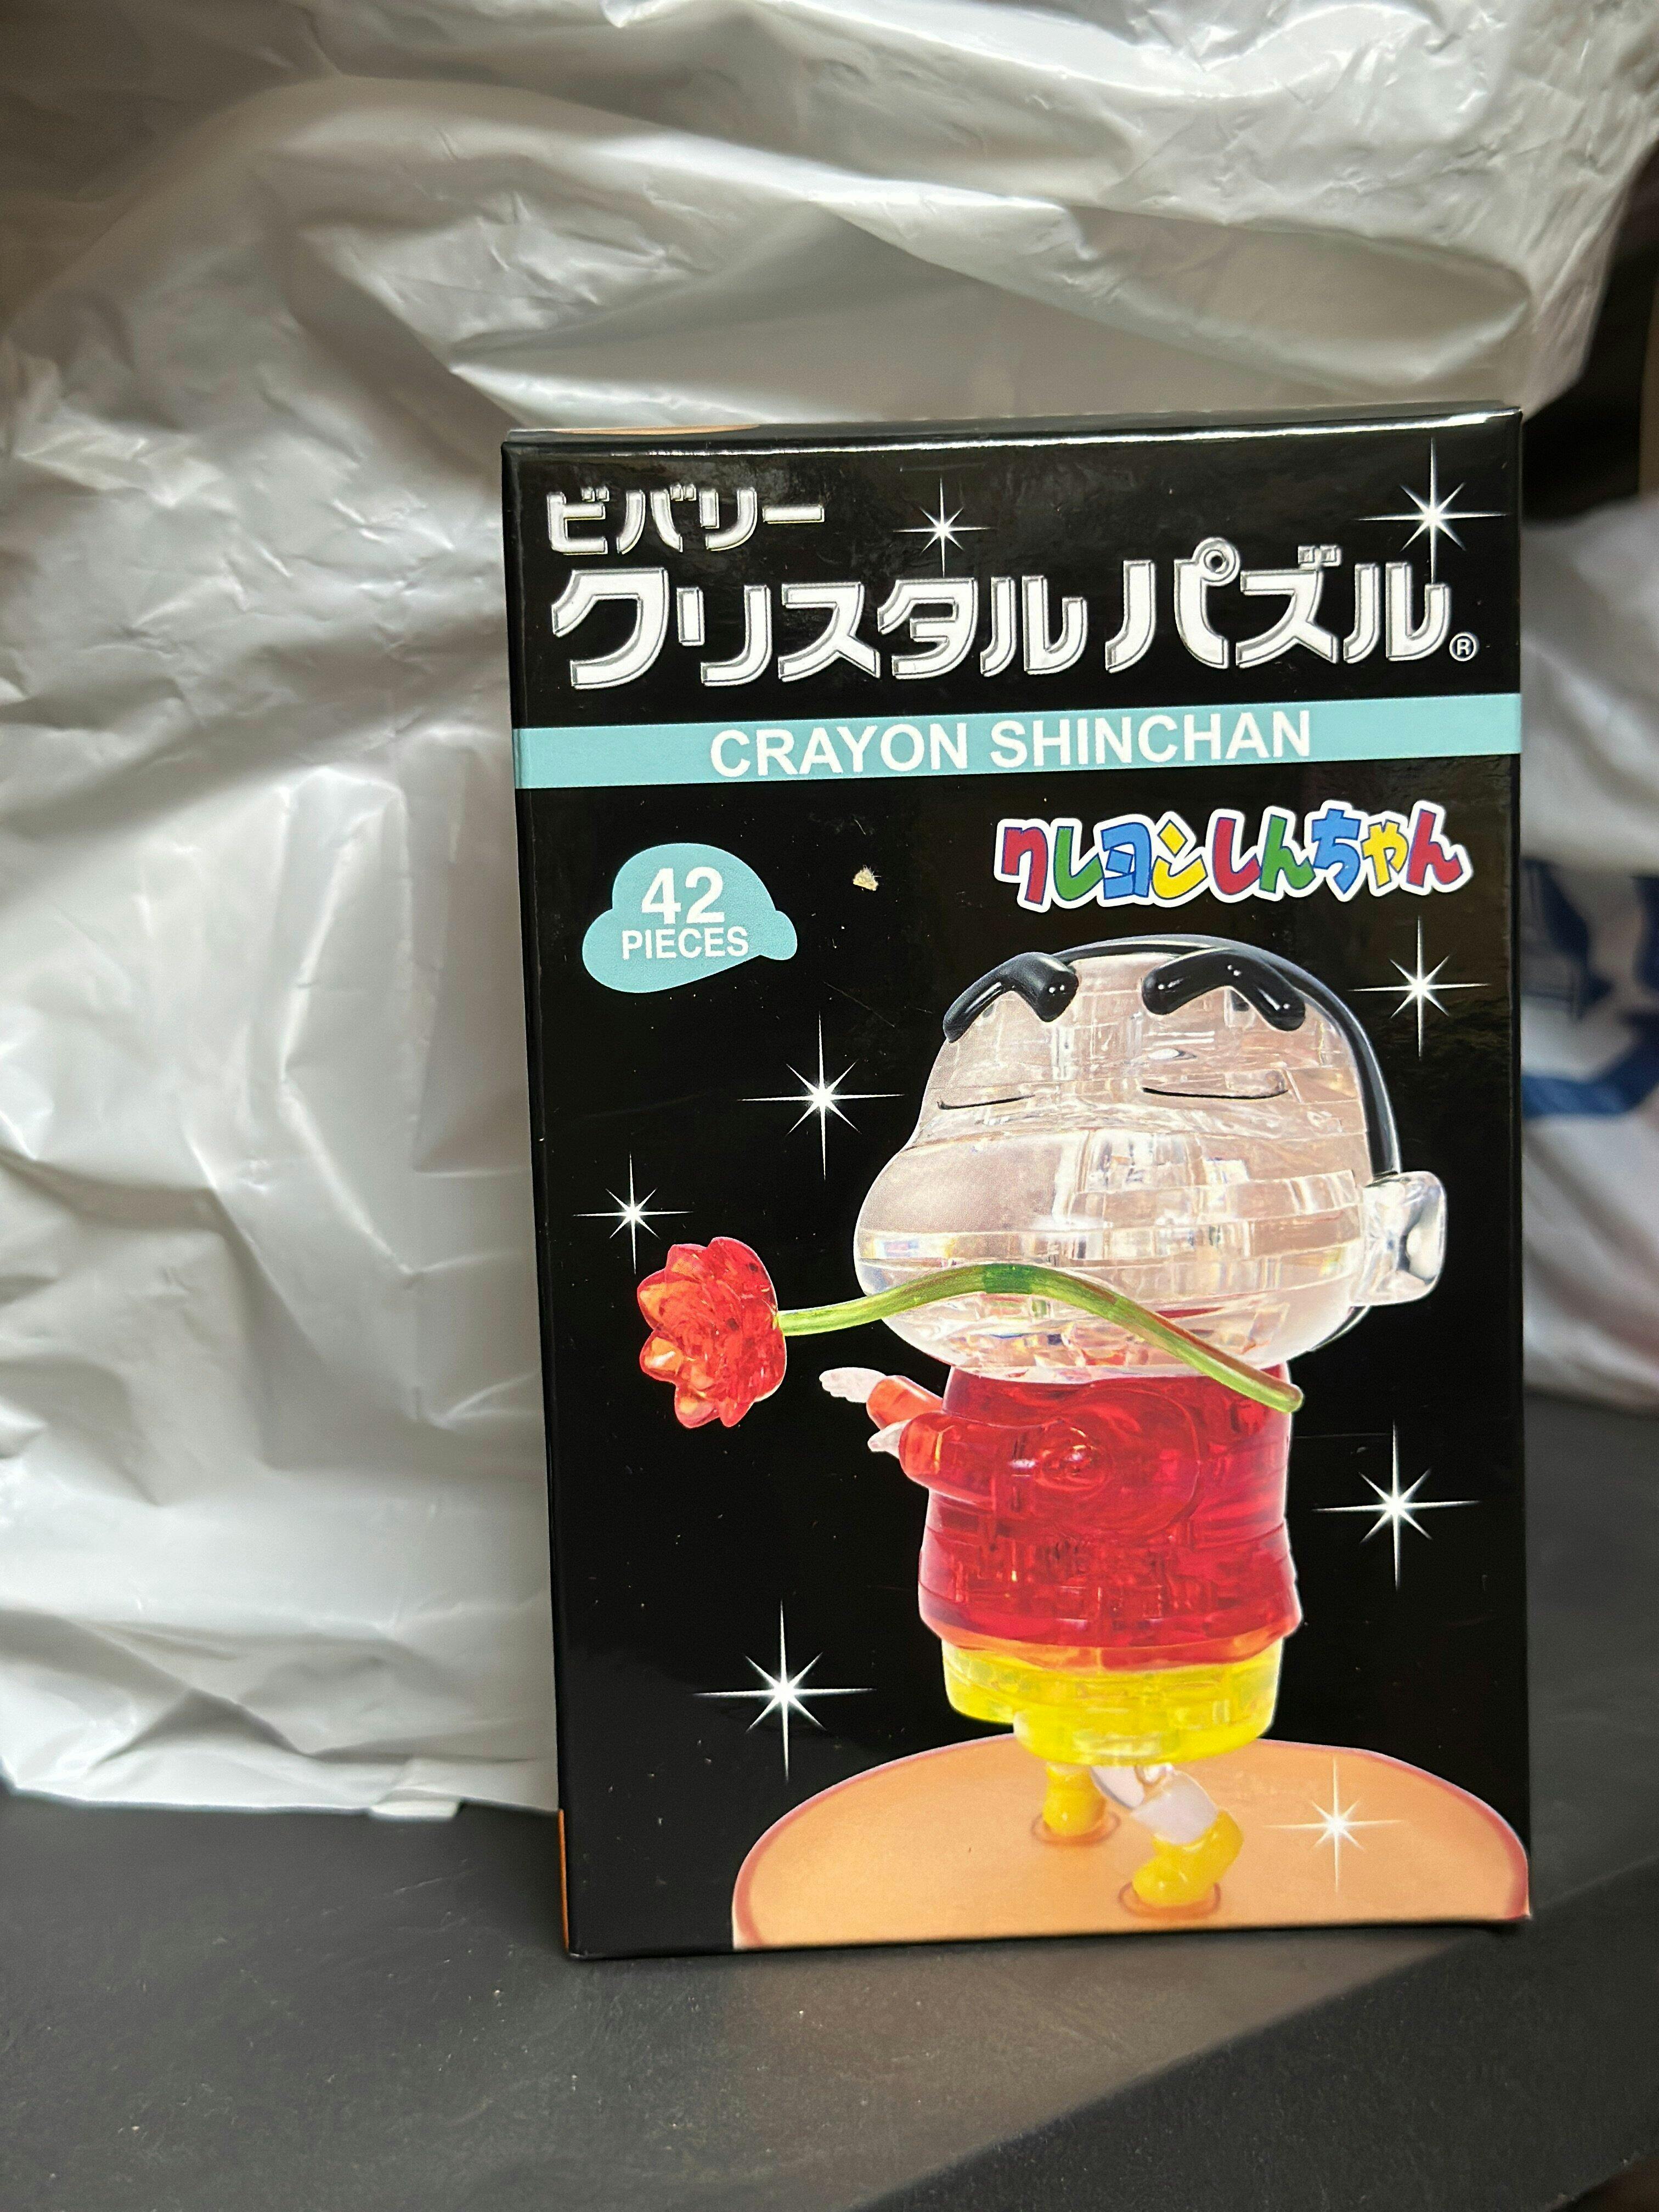 ビバリー
クリスタルパズル®
CRAYON SHINCHAN
クレヨンしんちゃん
42
PIECES